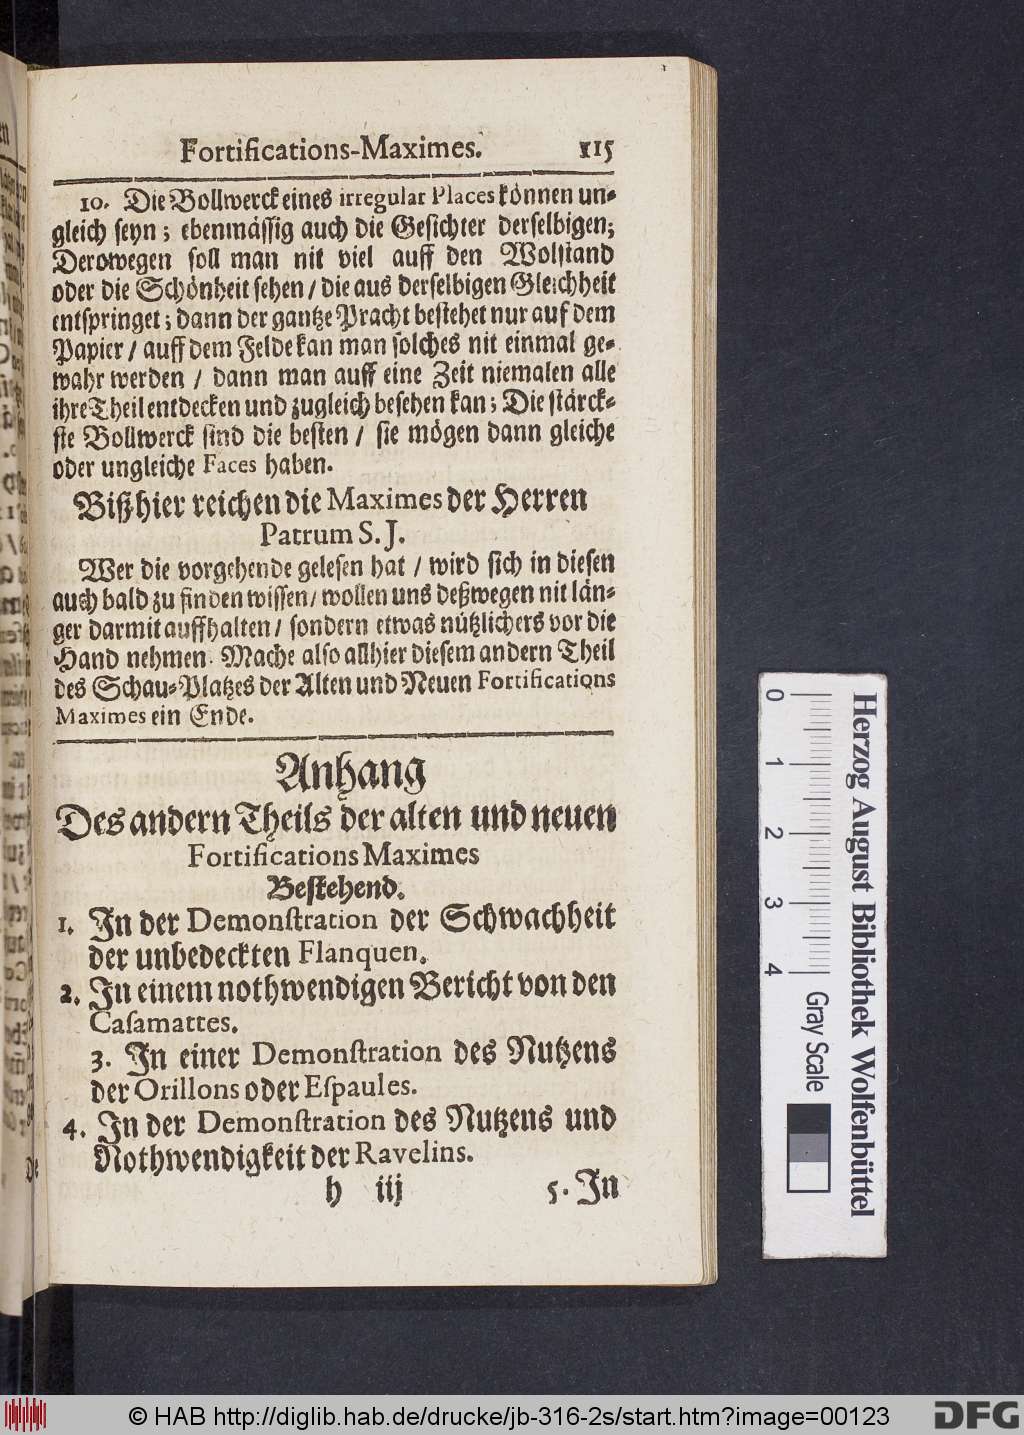 Fortifications-Maximes. 115
10. Die Bollwerck eines irregular Places können un-
gleich seyn; ebenmässig auch die Gesichter derselbigen;
Derowegen soll man nit viel auff den Wolstand
oder die Schönheit sehen / die aus derselbigen Gleichheit
entspringet; dann der gantze Pracht bestehet nur auf dem
Papier / auff dem Felde kan man solches nit einmal ge-
wahr werden / dann man auff eine Zeit niemalen alle
ihre Theil entdecken und zugleich besehen kan; Die stärck-
ste Bollwerck sind die besten / sie mögen dann gleiche
oder ungleiche Faces haben.
Bißhier reichen die Maximes der Herren
Patrum S. J.
Wer die vorgehende gelesen hat / wird sich in diesen
auch bald zu finden wissen / wollen uns deßwegen nit län-
ger darmit auffhalten / sondern etwas nützlichers vor die
Hand nehmen. Mache also allhier diesem andern Theil
des Schau-Platzes der Alten und Neuen Fortifications
Maximes ein Ende.
Anhang
Des andern Theils der alten und neuen
Fortifications Maximes
Bestehend.
1. In der Demonſtration der Schwachheit
der unbedeckten Flanquen.
2. In einem nothwendigen Bericht von den
Caſamattes.
3. In einer Demonſtration des Nutzens
der Orillons oder Eſpaules.
4. In der Demonſtration des Nutzens und
Nothwendigkeit der Ravelins.
h iij 5. In
0 1 2 3 4
Gray Scale
Herzog August Bibliothek Wolfenbüttel
© HAB http://diglib.hab.de/drucke/jb-316-2s/start.htm?image=00123
DFG